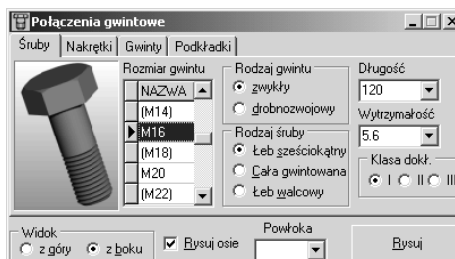 Połączenia gwintowe
Śruby Nakrętki Gwinty Podkładki
Rozmiar gwintu
NAZWA
(M14)
M16
(M18)
M20
(M22)
Rodzaj gwintu
zwykły
drobnozwojowy
Rodzaj śruby
Łeb sześciokątny
Cała gwintowana
Łeb walcowy
Długość
120
Wytrzymałość
5.6
Klasa dokł.
I II III
Widok
z góry z boku
Rysuj osie
Powłoka
Rysuj